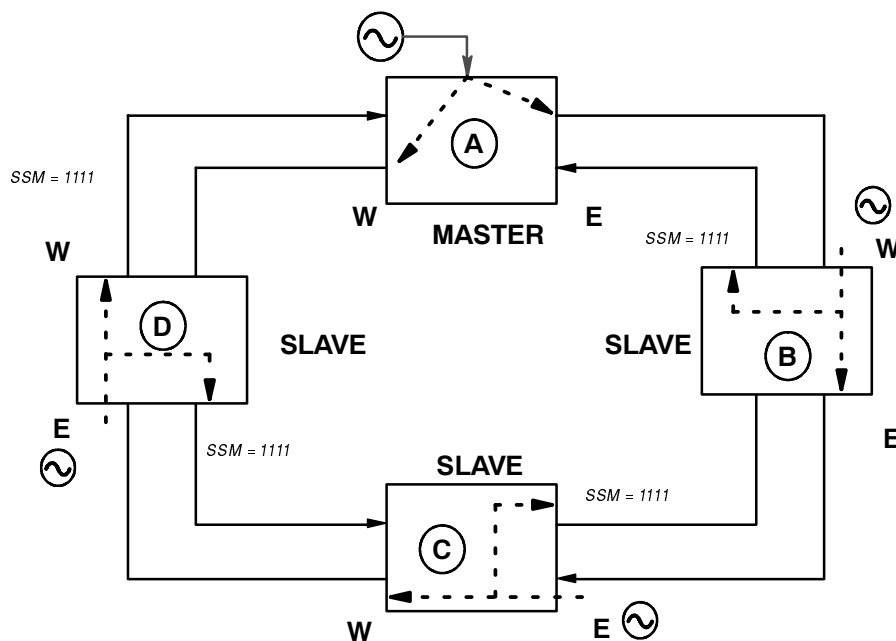 A
SSM = 1111
W
E
MASTER
W
SSM = 1111
W
D
SLAVE
SLAVE
B
E
SSM = 1111
E
SLAVE
SSM = 1111
C
W
E